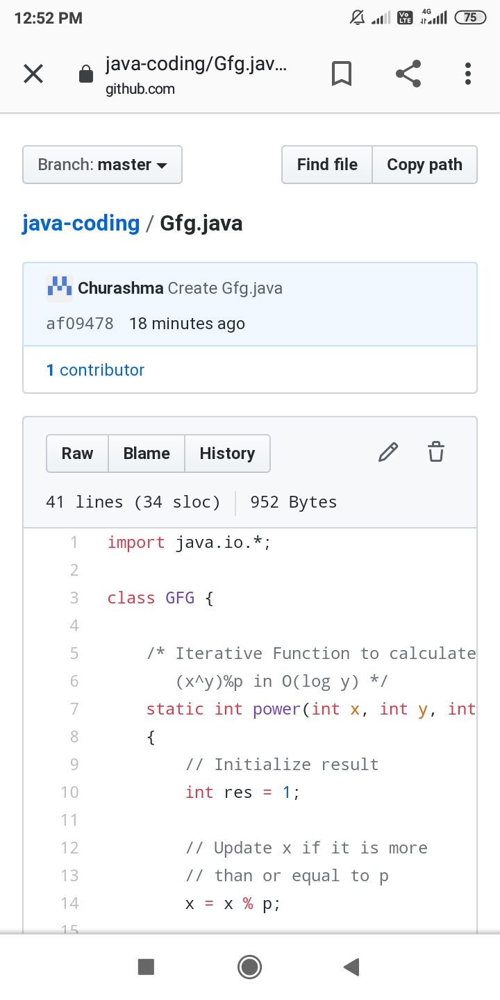 12:52 PM
Vo LTE 4G 75
java-coding/Gfg.jav...
github.com
Branch: master
Find file Copy path
java-coding / Gfg.java
Churashma Create Gfg.java
af09478 18 minutes ago
1 contributor
Raw Blame History
41 lines (34 sloc) 952 Bytes
1 import java.io.*;
2
3 class GFG {
4
5 /* Iterative Function to calculate
6 (x^y)%p in O(log y) */
7 static int power(int x, int y, int
8 {
9 // Initialize result
10 int res = 1;
11
12 // Update x if it is more
13 // than or equal to p
14 x = x % p;
15